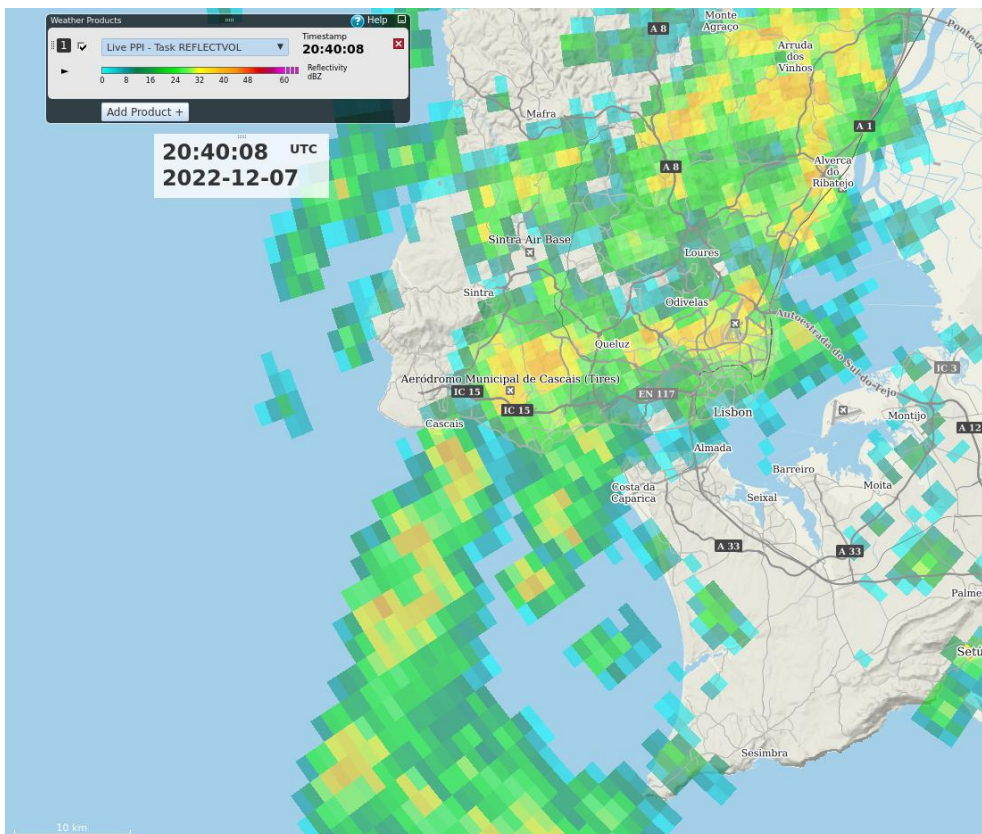 Weather Products
Help
1
Live PPI - Task REFLECTVOL
Timestamp
20:40:08
0 8 16 24 32 40 48 60
Reflectivity
dBZ
Add Product +
20:40:08 UTC
2022-12-07
Monte
Agraço
A 8
Arruda
dos
Vinhos
Mafra
A 1
A 8
Alverca
do
Ribatejo
Sintra Air Base
Loures
Sintra
Odivelas
Autoestrada do Sul-do-Tejo
Queluz
IC 3
Aeródromo Municipal de Cascais (Tires)
IC 15
EN 117
IC 15
Lisbon
Montijo
Cascais
A 12
Almada
Barreiro
Costa da
Caparica
Seixal
Moita
A 33
A 33
Palme
Setú
Sesimbra
10 km